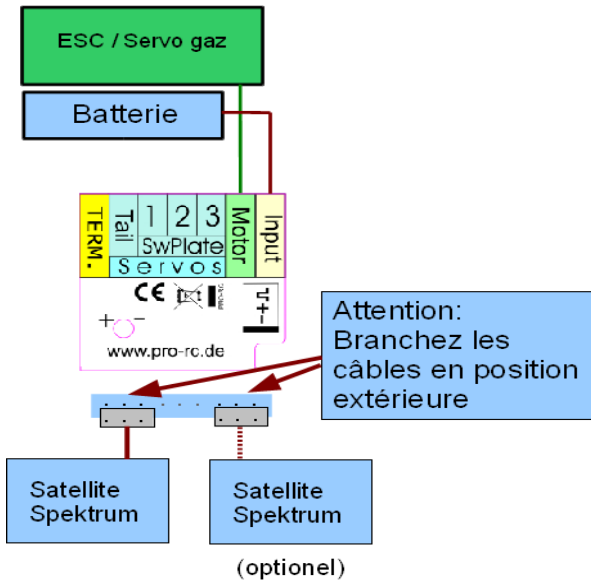 ESC / Servo gaz
Batterie
TERM.
Tail
1 2 3
SwPlate
Servos
Motor
Input
CE
+ -
www.pro-rc.de
Attention:
Branchez les
câbles en position
extérieure
Satellite
Spektrum
Satellite
Spektrum
(optionel)